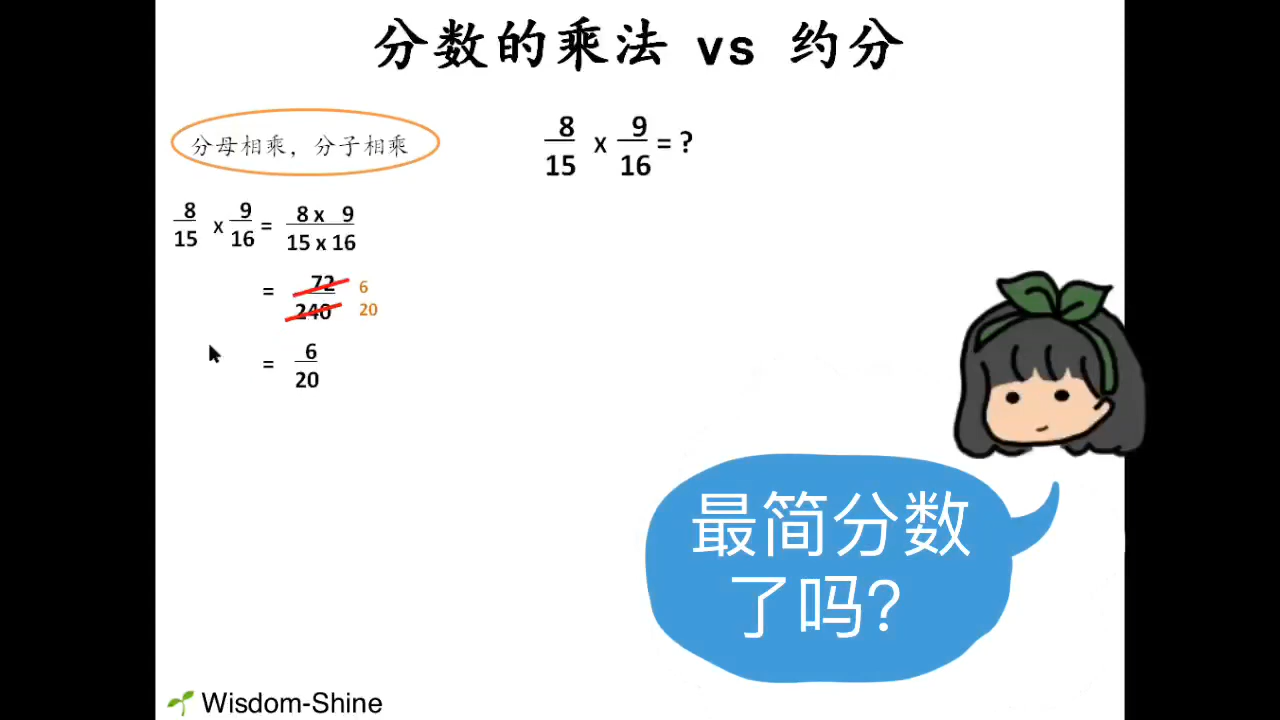 分数的乘法 vs 约分
分母相乘，分子相乘
8/15 x 9/16 = 8 x 9/15 x 16
= 72/240 6/20
= 6/20
8/15 x 9/16 = ?
最简分数
了吗？
Wisdom-Shine